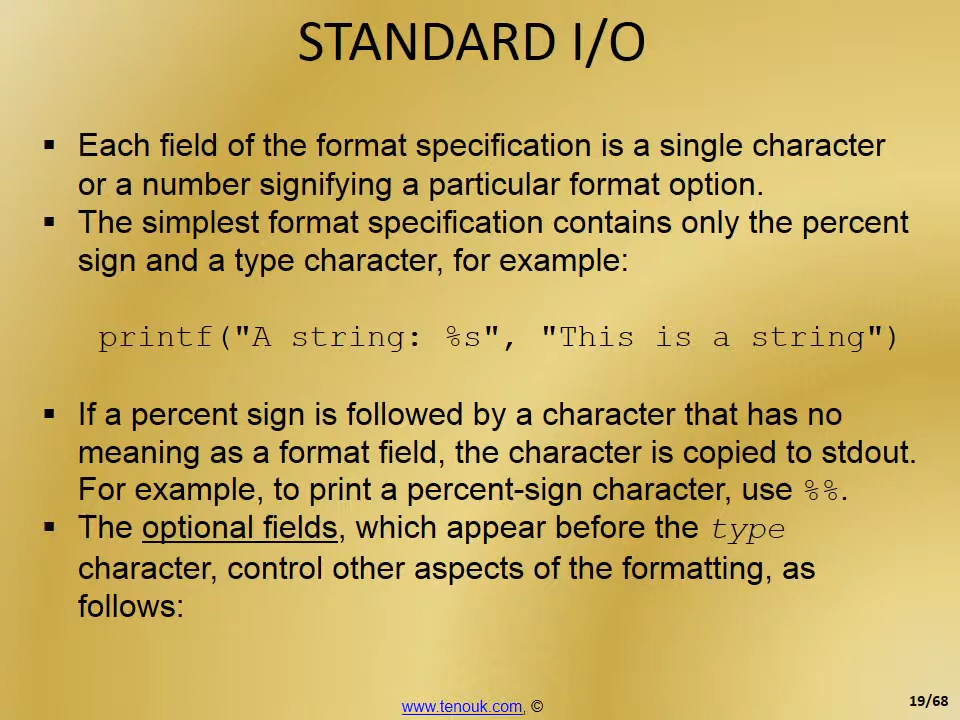 STANDARD I/O
▪ Each field of the format specification is a single character
or a number signifying a particular format option.
▪ The simplest format specification contains only the percent
sign and a type character, for example:
printf("A string: %s", "This is a string")
▪ If a percent sign is followed by a character that has no
meaning as a format field, the character is copied to stdout.
For example, to print a percent-sign character, use %%.
▪ The optional fields, which appear before the type
character, control other aspects of the formatting, as
follows:
www.tenouk.com, ©
19/68